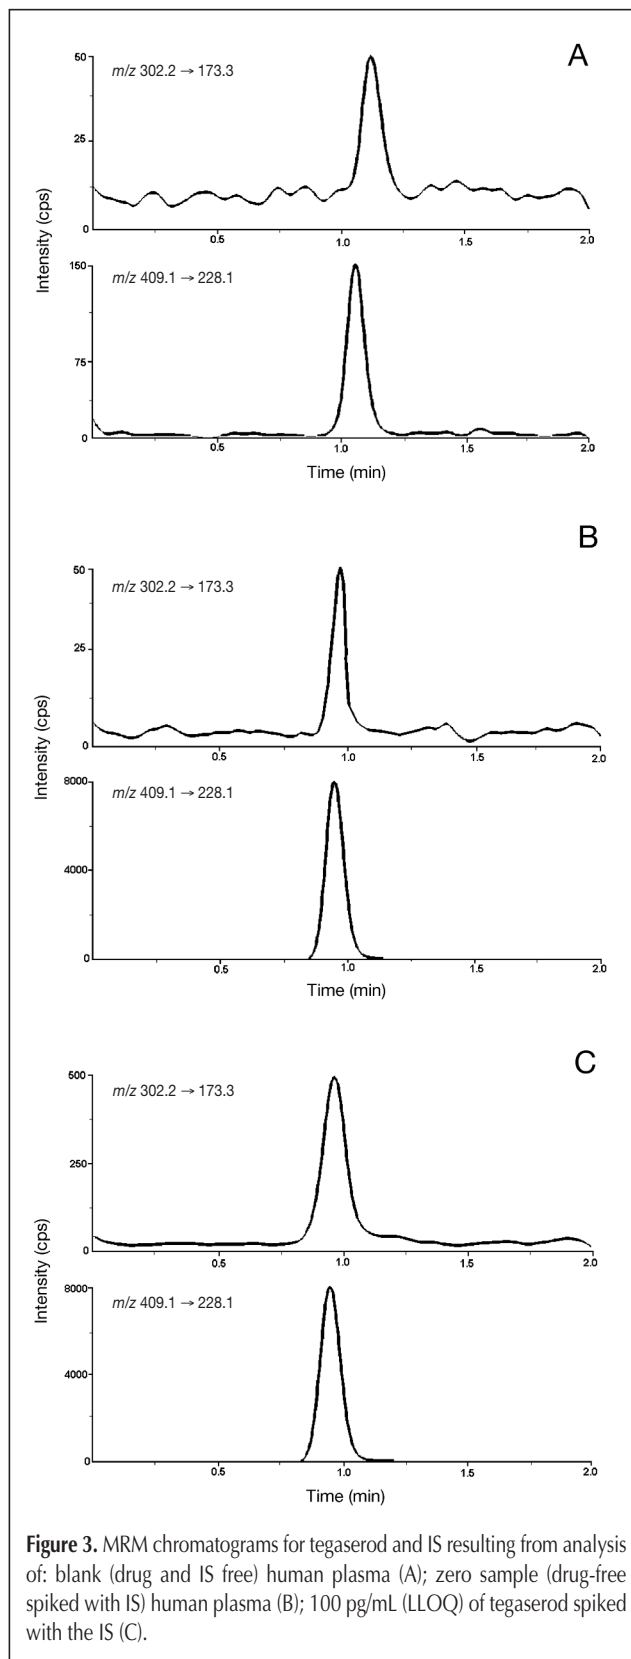 A
m/z 302.2 → 173.3
50
25
0
0.5
1.0
1.5
2.0
Intensity (cps)
m/z 409.1 → 228.1
150
75
0
0.5
1.0
1.5
2.0
Time (min)
B
m/z 302.2 → 173.3
50
25
0
0.5
1.0
1.5
2.0
Intensity (cps)
m/z 409.1 → 228.1
8000
4000
0
0.5
1.0
1.5
2.0
Time (min)
C
m/z 302.2 → 173.3
500
250
0
0.5
1.0
1.5
2.0
Intensity (cps)
m/z 409.1 → 228.1
8000
4000
0
0.5
1.0
1.5
2.0
Time (min)
Figure 3. MRM chromatograms for tegaserod and IS resulting from analysis
of: blank (drug and IS free) human plasma (A); zero sample (drug-free
spiked with IS) human plasma (B); 100 pg/mL (LLOQ) of tegaserod spiked
with the IS (C).